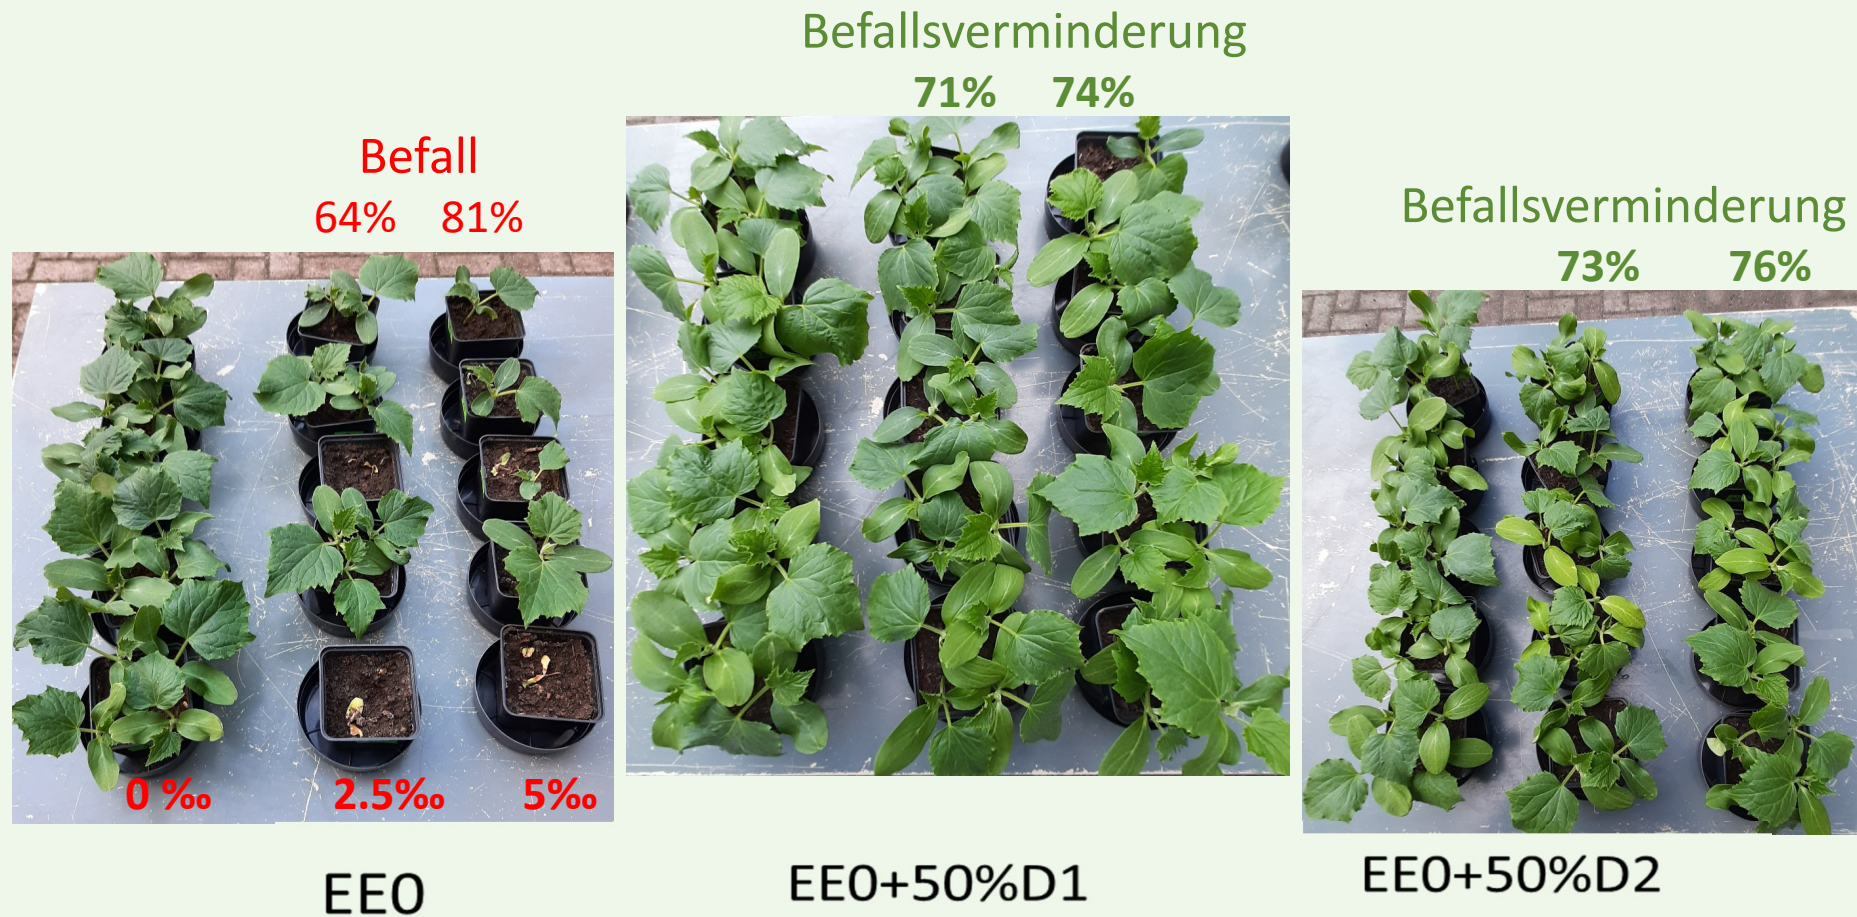 Befall
64% 81%
0 ‰ 2.5‰ 5‰
EE0
Befallsverminderung
71% 74%
EE0+50%D1
Befallsverminderung
73% 76%
EE0+50%D2